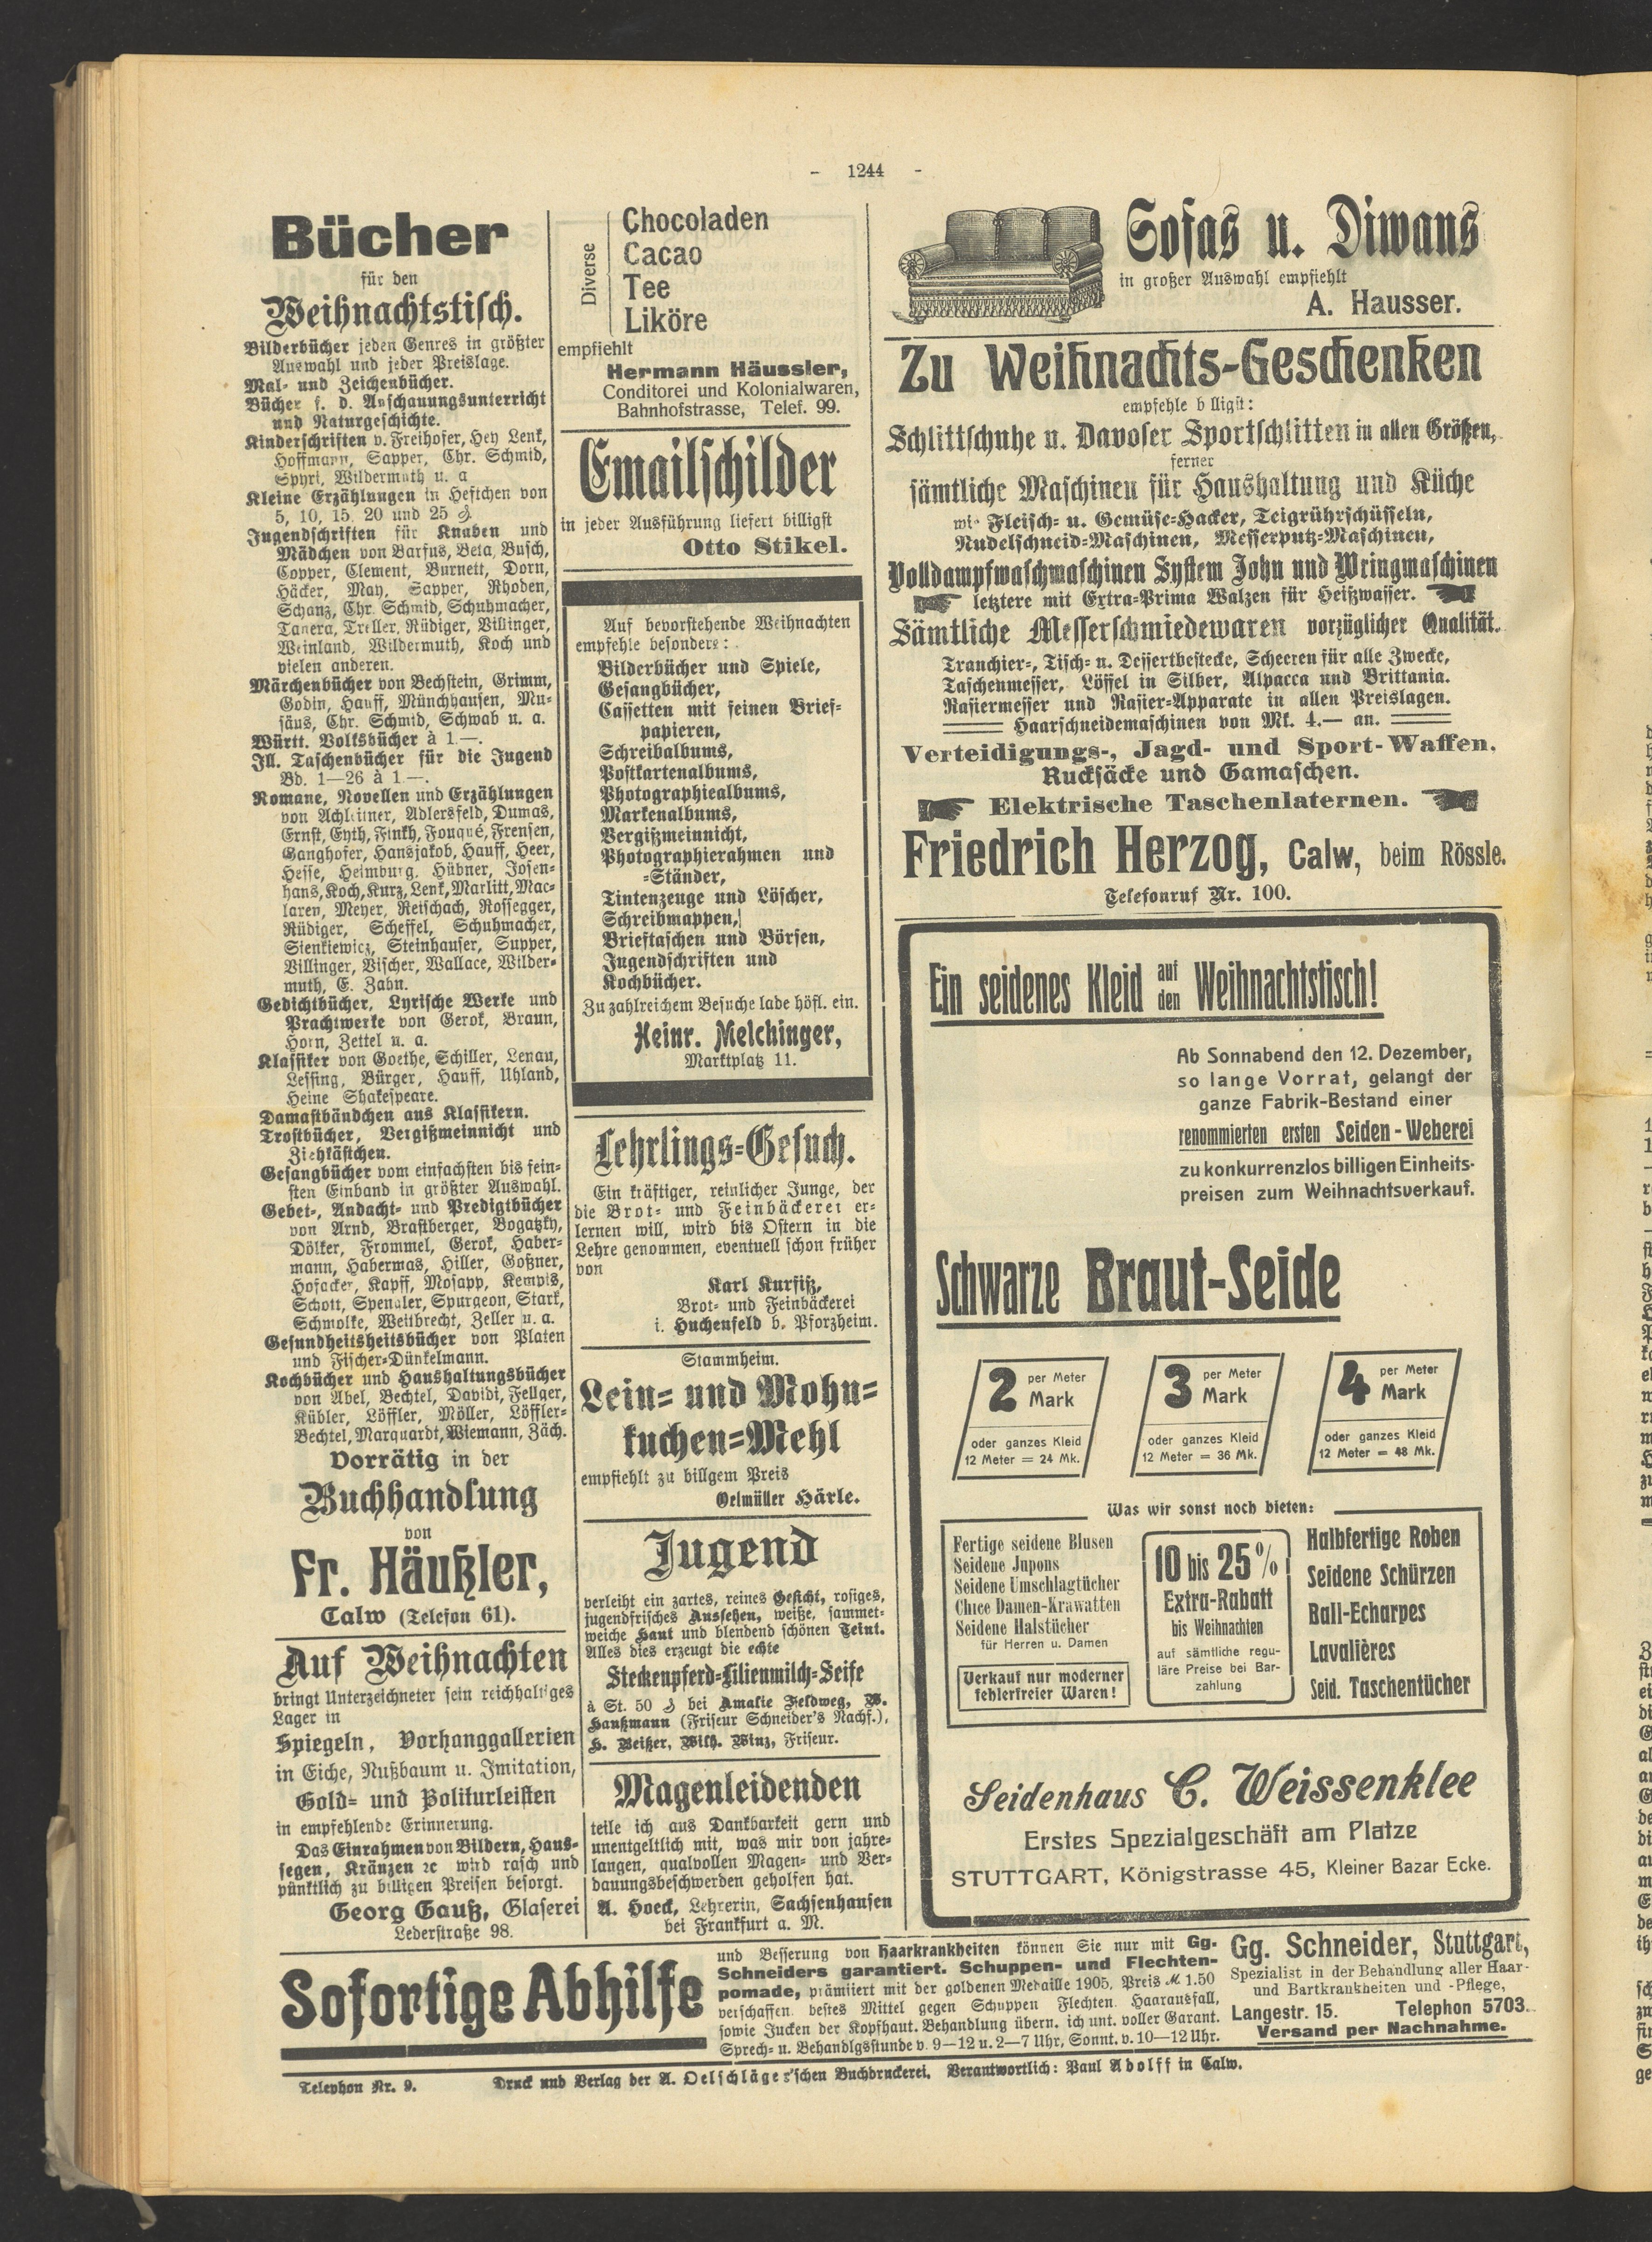 - 1244 -
Bücher
für den
Weihnachtstisch.
Bilderbücher jeden Genres in größter
Auswahl und jeder Preislage.
Mal- und Zeichenbücher.
Bücher f. d. Anschauungsunterricht
und Naturgeschichte.
Kinderschriften v. Freihofer, Hey Lenk,
Hoffmann, Sapper, Chr. Schmid,
Spyri, Wildermuth u. a
Kleine Erzählungen in Heftchen von
5, 10, 15, 20 und 25 ₰.
Jugendschriften für Knaben und
Mädchen von Barfus, Beta, Busch,
Copper, Clement, Burnett, Dorn,
Häcker, May, Sapper, Rhoden,
Schanz, Chr. Schmid, Schuhmacher,
Tanera, Treller, Rüdiger, Villinger,
Weinland, Wildermuth, Koch und
vielen anderen.
Märchenbücher von Bechstein, Grimm,
Godin, Hauff, Münchhausen, Mu-
säus, Chr. Schmid, Schwab u. a.
Württ. Volksbücher à 1.—.
Ill. Taschenbücher für die Jugend
Bd. 1—26 à 1.—.
Romane, Novellen und Erzählungen
von Achleitner, Adlersfeld, Dumas,
Ernst, Eyth, Finkh, Fouqué, Frensen,
Ganghofer, Hansjakob, Hauff, Heer,
Hesse, Heimburg, Hübner, Josen-
hans, Koch, Kurz, Lenk, Marlitt, Mac-
laren, Meyer, Reischach, Rossegger,
Rüdiger, Scheffel, Schuhmacher,
Sienkiewicz, Steinhauser, Supper,
Villinger, Vischer, Wallace, Wilder-
muth, E. Zahn.
Gedichtbücher, Lyrische Werke und
Prachtwerke von Gerok, Braun,
Horn, Zettel u. a.
Klassiker von Goethe, Schiller, Lenau,
Lessing, Bürger, Hauff, Uhland,
Heine Shakespeare.
Damastbändchen aus Klassikern.
Trostbücher, Vergißmeinnicht und
Ziehkästchen.
Gesangbücher vom einfachsten bis fein-
sten Einband in größter Auswahl.
Gebet-, Andacht- und Predigtbücher
von Arnd, Brastberger, Bogatzky,
Dölker, Frommel, Gerok, Haber-
mann, Habermas, Hiller, Goßner,
Hofacker, Kapff, Mosapp, Kempis,
Schott, Spengler, Spurgeon, Stark,
Schmolke, Weitbrecht, Zeller u. a.
Gesundheitsheitsbücher von Platen
und Fischer-Dünkelmann.
Kochbücher und Haushaltungsbücher
von Abel, Bechtel, Davidi, Fellger,
Kübler, Löffler, Möller, Löffler-
Bechtel, Marquardt, Wiemann, Zäch.
Vorrätig in der
Buchhandlung
von
Fr. Häußler,
Calw (Telefon 61).
Auf Weihnachten
bringt Unterzeichneter sein reichhaltiges
Lager in
Spiegeln, Vorhanggallerien
in Eiche, Nußbaum u. Imitation,
Gold- und Politurleisten
in empfehlende Erinnerung.
Das Einrahmen von Bildern, Haus-
segen, Kränzen ꝛc wird rasch und
pünktlich zu billigen Preisen besorgt.
Georg Gauß, Glaserei
Lederstraße 98.
Diverse
Chocoladen
Cacao
Tee
Liköre
empfiehlt
Hermann Häussler,
Conditorei und Kolonialwaren,
Bahnhofstrasse, Telef. 99.
Emailschilder
in jeder Ausführung liefert billigst
Otto Stikel.
Auf bevorstehende Weihnachten
empfehle besonders:
Bilderbücher und Spiele,
Gesangbücher,
Cassetten mit feinen Brief-
papieren,
Schreibalbums,
Postkartenalbums,
Photographiealbums,
Markenalbums,
Vergißmeinnicht,
Photographierahmen und
-Ständer,
Tintenzeuge und Löscher,
Schreibmappen,
Brieftaschen und Börsen,
Jugendschriften und
Kochbücher.
Zu zahlreichem Besuche lade höfl. ein.
Heinr. Melchinger,
Marktplatz 11.
Lehrlings-Gesuch.
Ein kräftiger, reinlicher Junge, der
die Brot- und Feinbäckerei er-
lernen will, wird bis Ostern in die
Lehre genommen, eventuell schon früher
von
Karl Kurfiß,
Brot- und Feinbäckerei
i. Huchenfeld b. Pforzheim.
Stammheim.
Lein- und Mohn-
kuchen-Mehl
empfiehlt zu billgem Preis
Oelmüller Härle.
Jugend
verleiht ein zartes, reines Gesicht, rosiges,
jugendfrisches Aussehen, weiße, sammet-
weiche Haut und blendend schönen Teint.
Alles dies erzeugt die echte
Steckenpferd-Lilienmilch-Seife
à St. 50 ₰ bei Amalie Feldweg, W.
Haußmann (Friseur Schneider's Nachf.),
H. Beißer, Wilh. Winz, Friseur.
Magenleidenden
teile ich aus Dankbarkeit gern und
unentgeltlich mit, was mir von jahre-
langen, qualvollen Magen- und Ver-
dauungsbeschwerden geholfen hat.
A. Hoeck, Lehrerin, Sachsenhausen
bei Frankfurt a. M.
Sofas u. Diwans
in großer Auswahl empfiehlt
A. Hausser.
Zu Weihnachts-Geschenken
empfehle billigst:
Schlittschuhe u. Davoser Sportschlitten in allen Größen,
ferner
sämtliche Maschinen für Haushaltung und Küche
wie Fleisch- u. Gemüse-Hacker, Teigrührschüsseln,
Nudelschneid-Maschinen, Messerputz-Maschinen,
Volldampfwaschmaschinen System John und Wringmaschinen
letztere mit Extra-Prima Walzen für Heißwasser.
Sämtliche Messerschmiedewaren vorzüglicher Qualität.
Tranchier-, Tisch- u. Dessertbestecke, Scheeren für alle Zwecke,
Taschenmesser, Löffel in Silber, Alpacca und Brittania.
Rasiermesser und Rasier-Apparate in allen Preislagen.
Haarschneidemaschinen von Mk. 4.— an.
Verteidigungs-, Jagd- und Sport-Waffen.
Rucksäcke und Gamaschen.
Elektrische Taschenlaternen.
Friedrich Herzog, Calw, beim Rössle.
Telefonruf Nr. 100.
Ein seidenes Kleid auf den Weihnachtstisch!
Ab Sonnabend den 12. Dezember,
so lange Vorrat, gelangt der
ganze Fabrik-Bestand einer
renommierten ersten Seiden-Weberei
zu konkurrenzlos billigen Einheits-
preisen zum Weihnachtsverkauf.
Schwarze Braut-Seide
2 per Meter Mark
oder ganzes Kleid
12 Meter = 24 Mk.
3 per Meter Mark
oder ganzes Kleid
12 Meter = 36 Mk.
4 per Meter Mark
oder ganzes Kleid
12 Meter = 48 Mk.
Was wir sonst noch bieten:
Fertige seidene Blusen
Seidene Jupons
Seidene Umschlagtücher
Chice Damen-Krawatten
Seidene Halstücher
für Herren u. Damen
Verkauf nur moderner
fehlerfreier Waren!
10 bis 25%
Extra-Rabatt
bis Weihnachten
auf sämtliche regu-
läre Preise bei Bar-
zahlung
Halbfertige Roben
Seidene Schürzen
Ball-Echarpes
Lavalières
Seid. Taschentücher
Seidenhaus C. Weissenklee
Erstes Spezialgeschäft am Platze
STUTTGART, Königstrasse 45, Kleiner Bazar Ecke.
Sofortige Abhilfe
und Besserung von Haarkrankheiten können Sie nur mit Gg.
Schneiders garantiert. Schuppen- und Flechten-
pomade, prämiiert mit der goldenen Medaille 1905, Preis ℳ 1.50
verschaffen. bestes Mittel gegen Schuppen Flechten, Haarausfall,
sowie Jucken der Kopfhaut. Behandlung übern. ich unt. voller Garant.
Sprech- u. Behandlgsstunde v. 9—12 u. 2—7 Uhr, Sonnt. v. 10—12 Uhr.
Gg. Schneider, Stuttgart,
Spezialist in der Behandlung aller Haar-
und Bartkrankheiten und -Pflege,
Langestr. 15. Telephon 5703.
Versand per Nachnahme.
Telephon Nr. 9. Druck und Verlag der A. Oelschläger'schen Buchdruckerei. Verantwortlich: Paul Adolff in Calw.